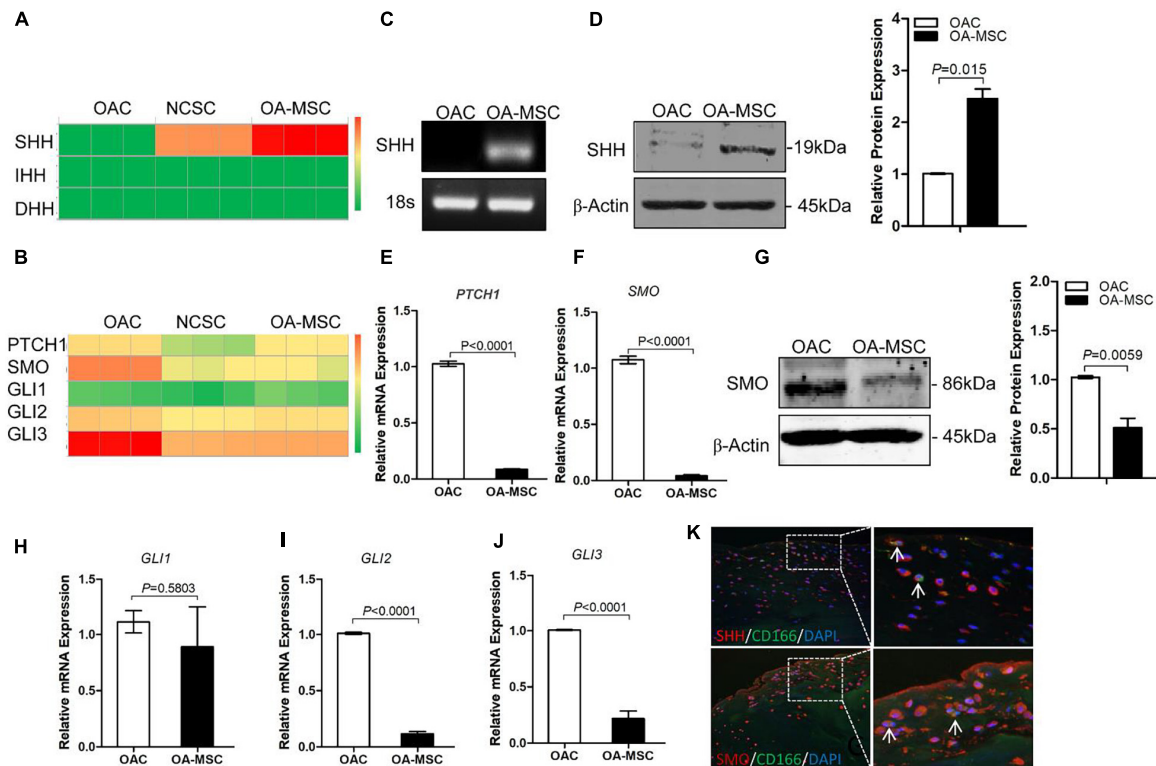 A
OAC NCSC OA-MSC
SHH
IHH
DHH
C
OAC OA-MSC
SHH
18s
D
OAC OA-MSC
SHH
-19kDa
β-Actin
- 45kDa
Relative Protein Expression
4
3
2
1
0
OAC
OA-MSC
P=0.015
B
OAC NCSC OA-MSC
PTCH1
SMO
GLI1
GLI2
GLI3
E
PTCH1
Relative mRNA Expression
1.5
1.0
0.5
0.0
P<0.0001
OAC OA-MSC
F
SMO
Relative mRNA Expression
1.5
1.0
0.5
0.0
P<0.0001
OAC OA-MSC
G
OAC OA-MSC
SMO
- 86kDa
β-Actin
- 45kDa
Relative Protein Expression
2.0
1.5
1.0
0.5
0.0
OAC
OA-MSC
P=0.0059
H
GLI1
Relative mRNA Expression
1.5
1.0
0.5
0.0
P=0.5803
OAC OA-MSC
I
GLI2
Relative mRNA Expression
1.5
1.0
0.5
0.0
P<0.0001
OAC OA-MSC
J
GLI3
Relative mRNA Expression
1.5
1.0
0.5
0.0
P<0.0001
OAC OA-MSC
K
SHH/CD166/DAPI
SMO/CD166/DAPI